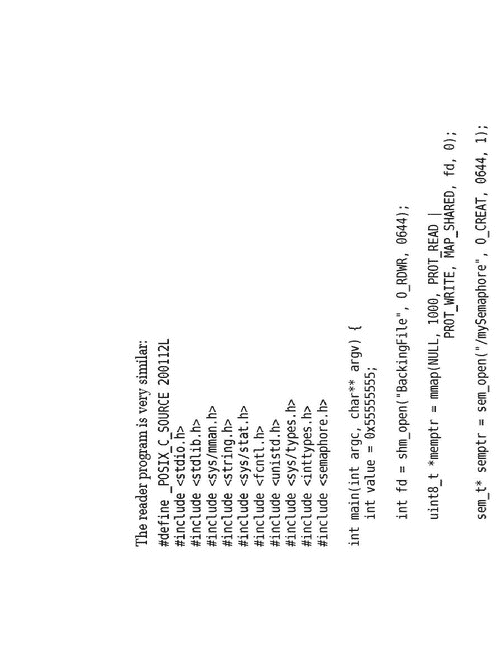 The reader program is very similar:
#define _POSIX_C_SOURCE 200112L
#include <stdio.h>
#include <stdlib.h>
#include <sys/mman.h>
#include <string.h>
#include <sys/stat.h>
#include <fcntl.h>
#include <unistd.h>
#include <sys/types.h>
#include <inttypes.h>
#include <semaphore.h>
int main(int argc, char** argv) {
int value = 0x55555555;
int fd = shm_open("BackingFile", O_RDWR, 0644);
uint8_t *memptr = mmap(NULL, 1000, PROT_READ |
PROT_WRITE, MAP_SHARED, fd, 0);
sem_t* semptr = sem_open("/mySemaphore", O_CREAT, 0644, 1);